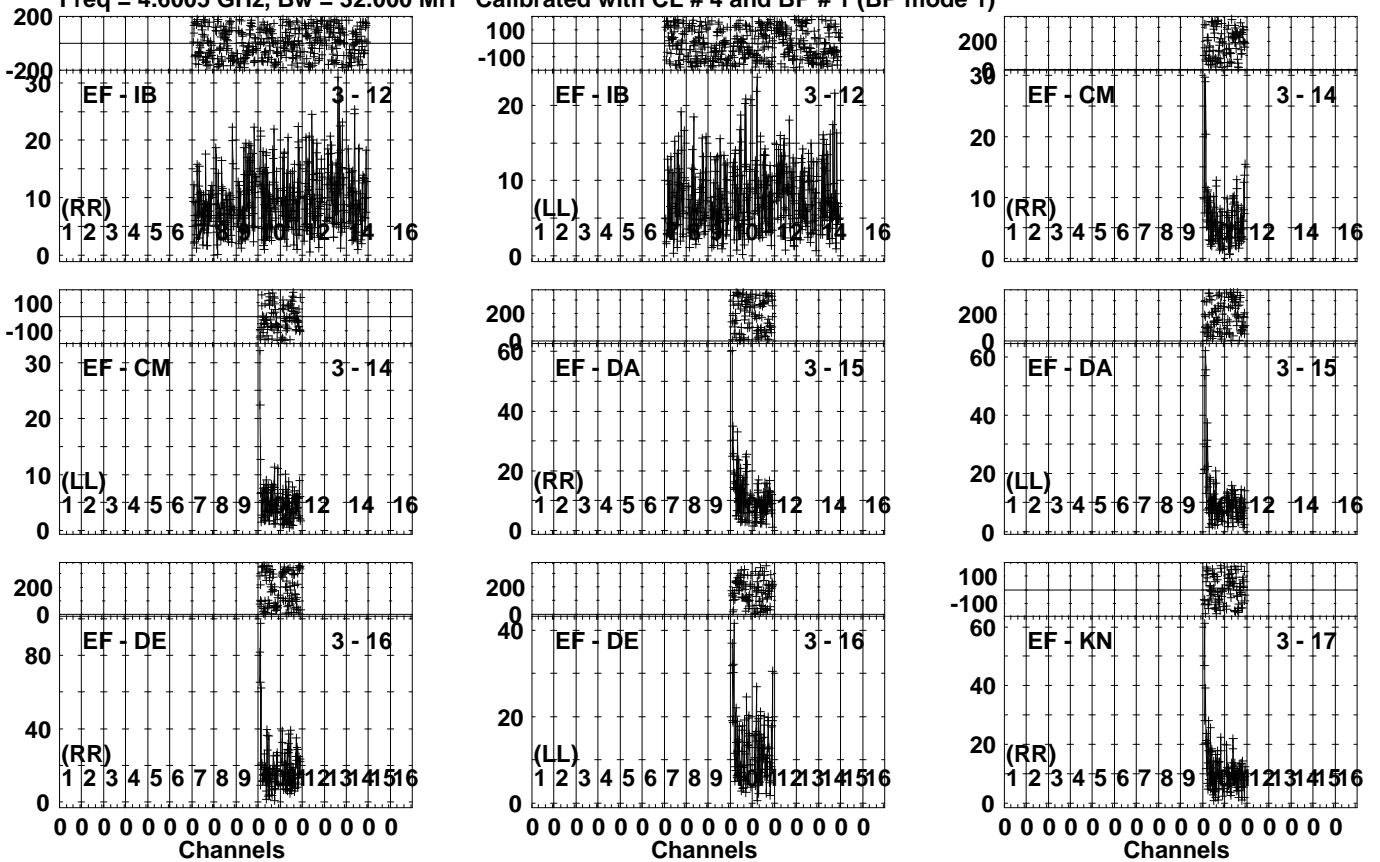 Freq = 4.6005 GHz, Bw = 32.000 MH Calibrated with CL # 4 and BP # 1 (BP mode 1)
200
0
-200
30
20
10
0
EF - IB 3 - 12
(RR)
1 2 3 4 5 6 7 8 9 10 12 14 16
100
-100
20
10
0
EF - IB 3 - 12
(LL)
1 2 3 4 5 6 7 8 9 10 12 14 16
200
0
30
20
10
0
EF - CM 3 - 14
(RR)
1 2 3 4 5 6 7 8 9 12 14 16
100
-100
30
20
10
0
EF - CM 3 - 14
(LL)
1 2 3 4 5 6 7 8 9 12 14 16
200
0
60
40
20
0
EF - DA 3 - 15
(RR)
1 2 3 4 5 6 7 8 9 12 14 16
200
0
60
40
20
0
EF - DA 3 - 15
(LL)
1 2 3 4 5 6 7 8 9 12 14 16
200
0
80
40
0
EF - DE 3 - 16
(RR)
1 2 3 4 5 6 7 8 9 12 13 14 15 16
200
0
40
20
0
EF - DE 3 - 16
(LL)
1 2 3 4 5 6 7 8 9 11 12 13 14 15 16
100
-100
60
40
20
0
EF - KN 3 - 17
(RR)
1 2 3 4 5 6 7 8 9 12 13 14 15 16
0 0 0 0 0 0 0 0 0 0 0 0 0 0 0 0
Channels
0 0 0 0 0 0 0 0 0 0 0 0 0 0 0 0
Channels
0 0 0 0 0 0 0 0 0 0 0 0 0 0 0 0
Channels